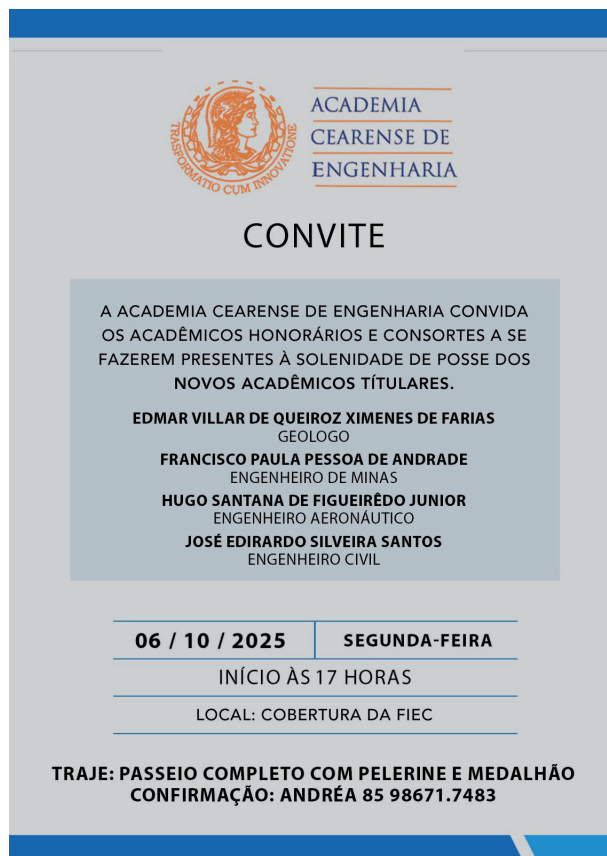 TRASFORMATIO CUM INNOVATIONE
ACADEMIA
CEARENSE DE
ENGENHARIA
CONVITE
A ACADEMIA CEARENSE DE ENGENHARIA CONVIDA
OS ACADÊMICOS HONORÁRIOS E CONSORTES A SE
FAZEREM PRESENTES À SOLENIDADE DE POSSE DOS
NOVOS ACADÊMICOS TÍTULARES.
EDMAR VILLAR DE QUEIROZ XIMENES DE FARIAS
GEOLOGO
FRANCISCO PAULA PESSOA DE ANDRADE
ENGENHEIRO DE MINAS
HUGO SANTANA DE FIGUEIRÊDO JUNIOR
ENGENHEIRO AERONÁUTICO
JOSÉ EDIRARDO SILVEIRA SANTOS
ENGENHEIRO CIVIL
06 / 10 / 2025
SEGUNDA-FEIRA
INÍCIO ÀS 17 HORAS
LOCAL: COBERTURA DA FIEC
TRAJE: PASSEIO COMPLETO COM PELERINE E MEDALHÃO
CONFIRMAÇÃO: ANDRÉA 85 98671.7483